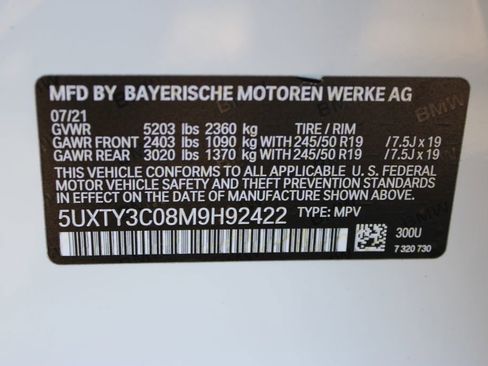 MFD BY BAYERISCHE MOTOREN WERKE AG
07/21
GVWR 5203 lbs 2360 kg TIRE / RIM
GAWR FRONT 2403 lbs 1090 kg WITH 245/50 R19 / 7.5J x 19
GAWR REAR 3020 lbs 1370 kg WITH 245/50 R19 / 7.5J x 19
THIS VEHICLE CONFORMS TO ALL APPLICABLE U. S. FEDERAL
MOTOR VEHICLE SAFETY AND THEFT PREVENTION STANDARDS
IN EFFECT ON THE DATE OF MANUFACTURE SHOWN ABOVE.
5UXTY3C08M9H92422 TYPE: MPV
300U
7 320 730
BMW